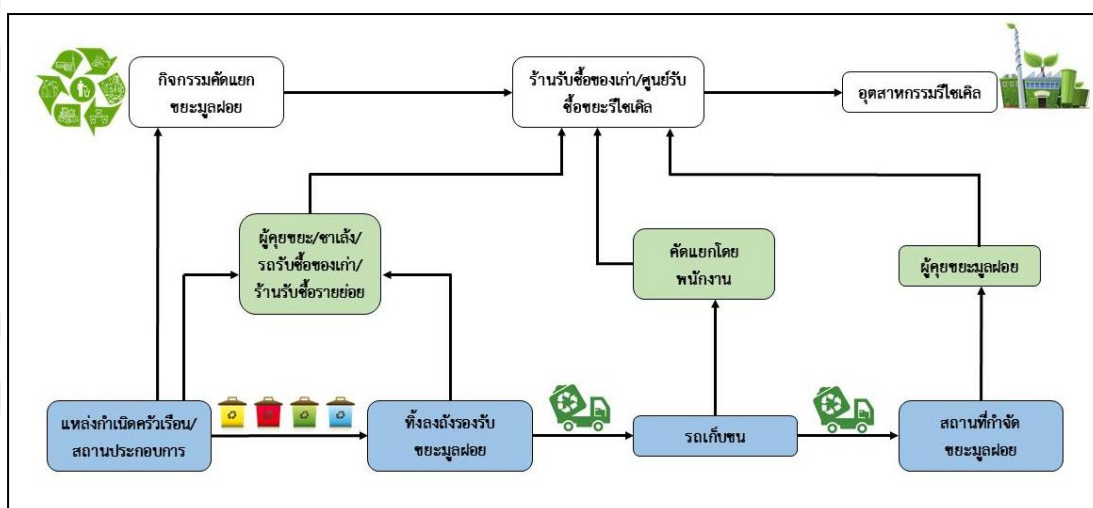 กิจกรรมคัดแยก
ขยะมูลฝอย
ร้านรับซื้อของเก่า/ศูนย์รับ
ซื้อขยะรีไซเคิล
อุตสาหกรรมรีไซเคิล
ผู้คุยขยะ/ซาเล้ง/
รถรับซื้อของเก่า/
ร้านรับซื้อรายย่อย
คัดแยกโดย
พนักงาน
ผู้คุยขยะมูลฝอย
แหล่งกำเนิดครัวเรือน/
สถานประกอบการ
ทิ้งลงถังรองรับ
ขยะมูลฝอย
รถเก็บขน
สถานที่กำจัด
ขยะมูลฝอย